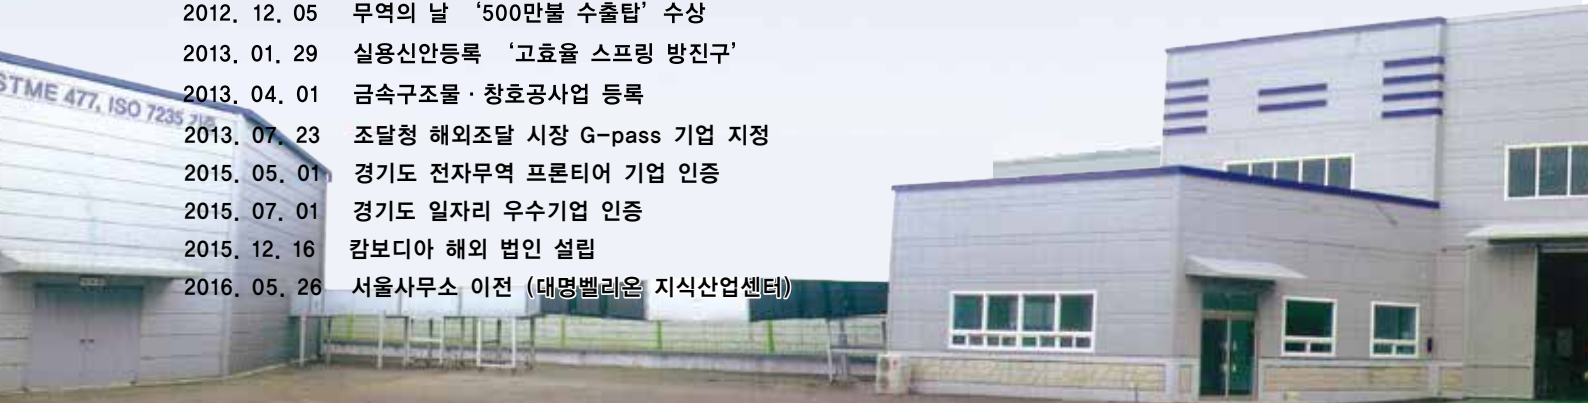 2012. 12. 05 무역의 날 ‘500만불 수출탑’ 수상
2013. 01. 29 실용신안등록 ‘고효율 스프링 방진구’
STME 477, ISO 7235 기준
2013. 04. 01 금속구조물·창호공사업 등록
2013. 07. 23 조달청 해외조달 시장 G-pass 기업 지정
2015. 05. 01 경기도 전자무역 프론티어 기업 인증
2015. 07. 01 경기도 일자리 우수기업 인증
2015. 12. 16 캄보디아 해외 법인 설립
2016. 05. 26 서울사무소 이전 (대명벨리온 지식산업센터)